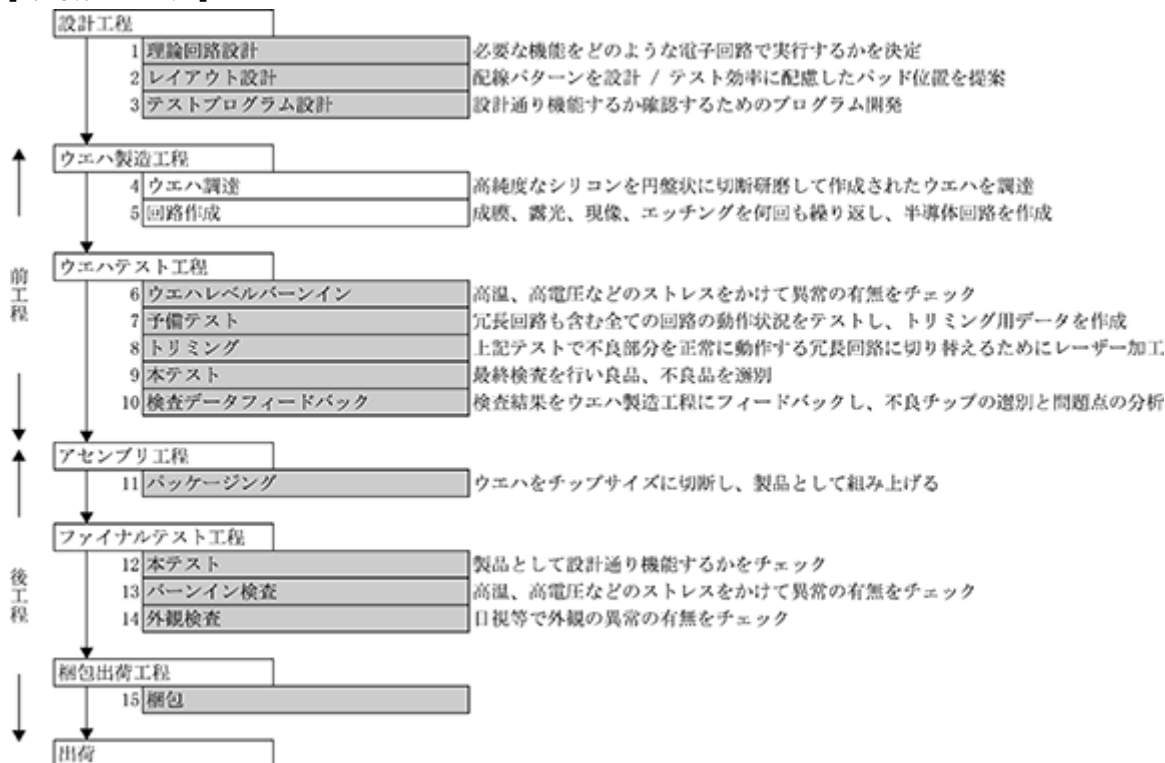 設計工程
1 理論回路設計 必要な機能をどのような電子回路で実行するかを決定
2 レイアウト設計 配線パターンを設計 / テスト効率に配慮したパッド位置を提案
3 テストプログラム設計 設計通り機能するか確認するためのプログラム開発
前工程
ウエハ製造工程
4 ウエハ調達 高純度なシリコンを円盤状に切断研磨して作成されたウエハを調達
5 回路作成 成膜、露光、現像、エッチングを何回も繰り返し、半導体回路を作成
ウエハテスト工程
6 ウエハレベルバーンイン 高温、高電圧などのストレスをかけて異常の有無をチェック
7 予備テスト 冗長回路も含む全ての回路の動作状況をテストし、トリミング用データを作成
8 トリミング 上記テストで不良部分を正常に動作する冗長回路に切り替えるためにレーザー加工
9 本テスト 最終検査を行い良品、不良品を選別
10 検査データフィードバック 検査結果をウエハ製造工程にフィードバックし、不良チップの選別と問題点の分析
後工程
アセンブリ工程
11 パッケージング ウエハをチップサイズに切断し、製品として組み上げる
ファイナルテスト工程
12 本テスト 製品として設計通り機能するかをチェック
13 バーンイン検査 高温、高電圧などのストレスをかけて異常の有無をチェック
14 外観検査 目視等で外観の異常の有無をチェック
梱包出荷工程
15 梱包
出荷